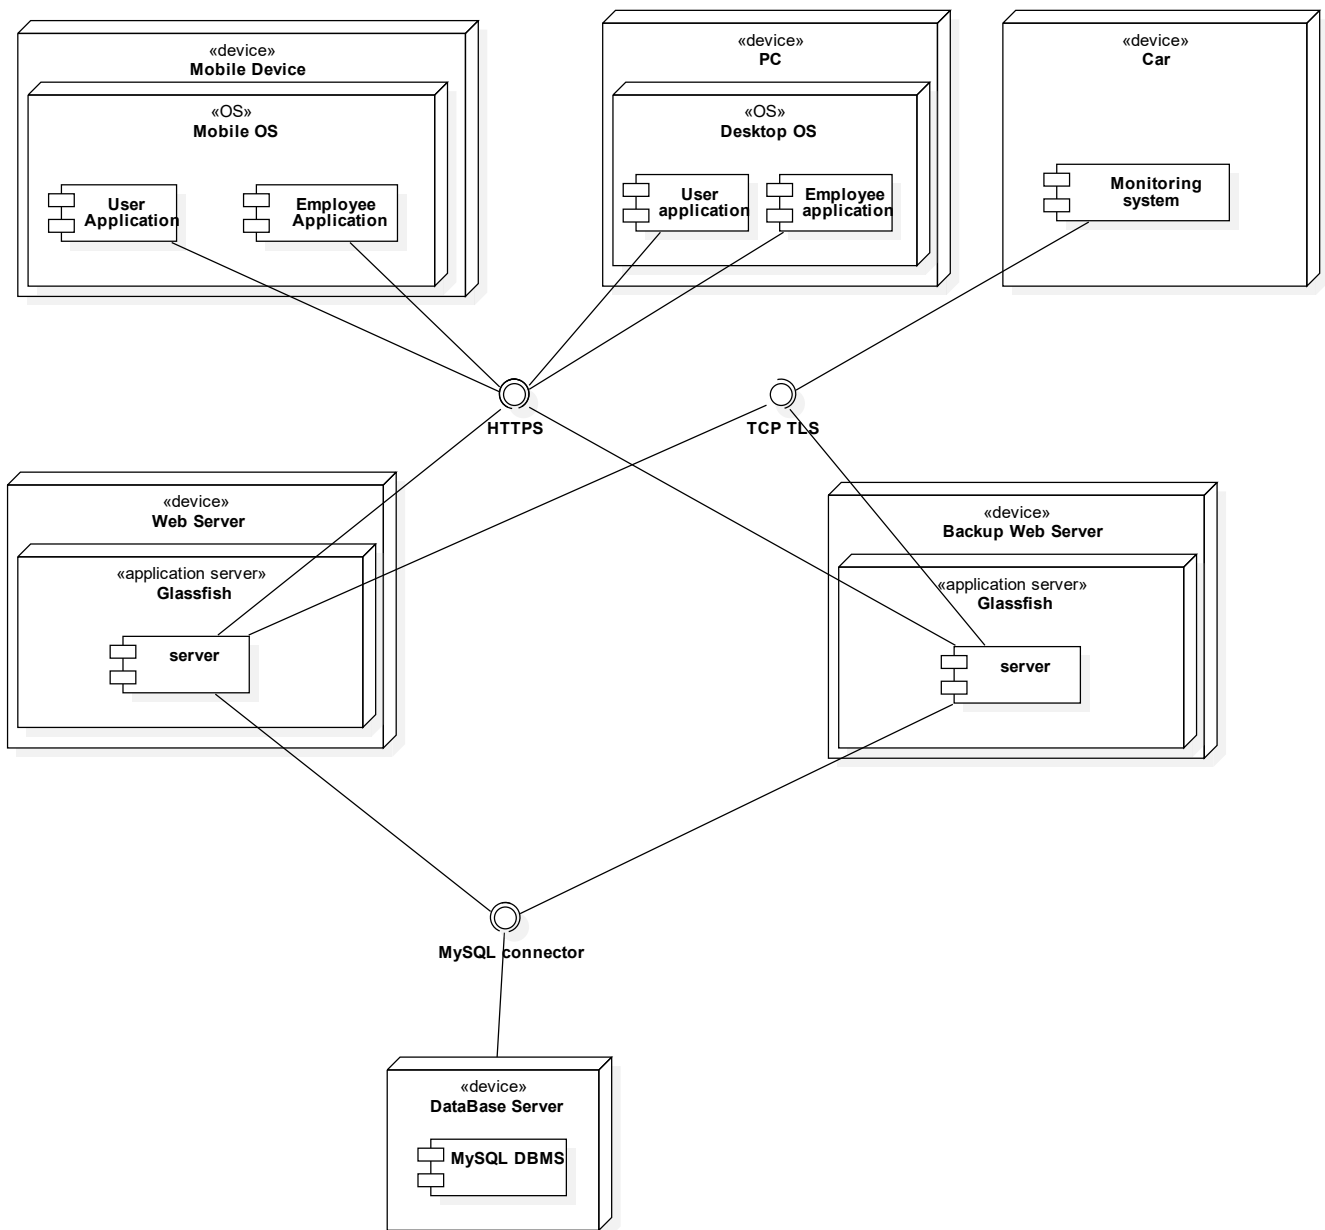 «device»
Mobile Device
«OS»
Mobile OS
User
Application
Employee
Application
«device»
PC
«OS»
Desktop OS
User
application
Employee
application
«device»
Car
Monitoring
system
HTTPS
TCP TLS
«device»
Web Server
«application server»
Glassfish
server
«device»
Backup Web Server
«application server»
Glassfish
server
MySQL connector
«device»
DataBase Server
MySQL DBMS